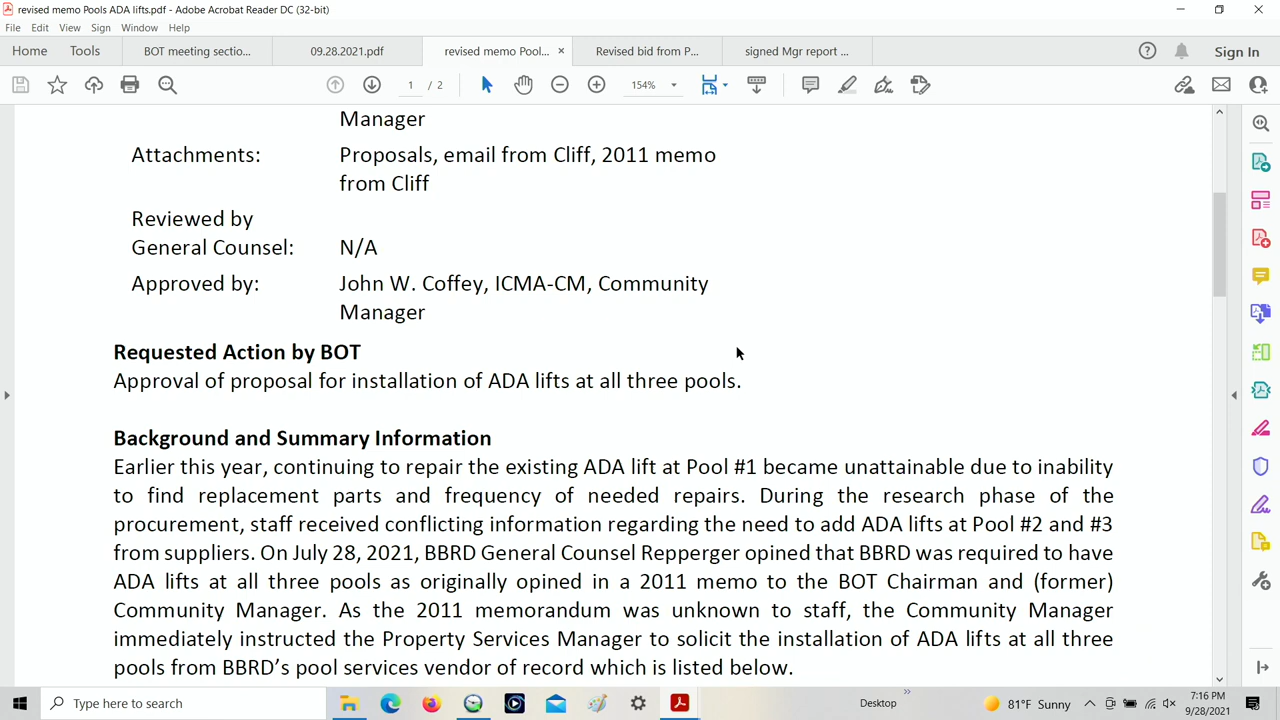 revised memo Pools ADA lifts.pdf - Adobe Acrobat Reader DC (32-bit)
File Edit View Sign Window Help
Home Tools BOT meeting sectio... 09.28.2021.pdf revised memo Pool... × Revised bid from P... signed Mgr report ... Sign In
1 / 2 154%
Manager
Attachments: Proposals, email from Cliff, 2011 memo
from Cliff
Reviewed by
General Counsel: N/A
Approved by: John W. Coffey, ICMA-CM, Community
Manager
Requested Action by BOT
Approval of proposal for installation of ADA lifts at all three pools.
Background and Summary Information
Earlier this year, continuing to repair the existing ADA lift at Pool #1 became unattainable due to inability
to find replacement parts and frequency of needed repairs. During the research phase of the
procurement, staff received conflicting information regarding the need to add ADA lifts at Pool #2 and #3
from suppliers. On July 28, 2021, BBRD General Counsel Repperger opined that BBRD was required to have
ADA lifts at all three pools as originally opined in a 2011 memo to the BOT Chairman and (former)
Community Manager. As the 2011 memorandum was unknown to staff, the Community Manager
immediately instructed the Property Services Manager to solicit the installation of ADA lifts at all three
pools from BBRD's pool services vendor of record which is listed below.
Type here to search Desktop » 81°F Sunny 7:16 PM
9/28/2021